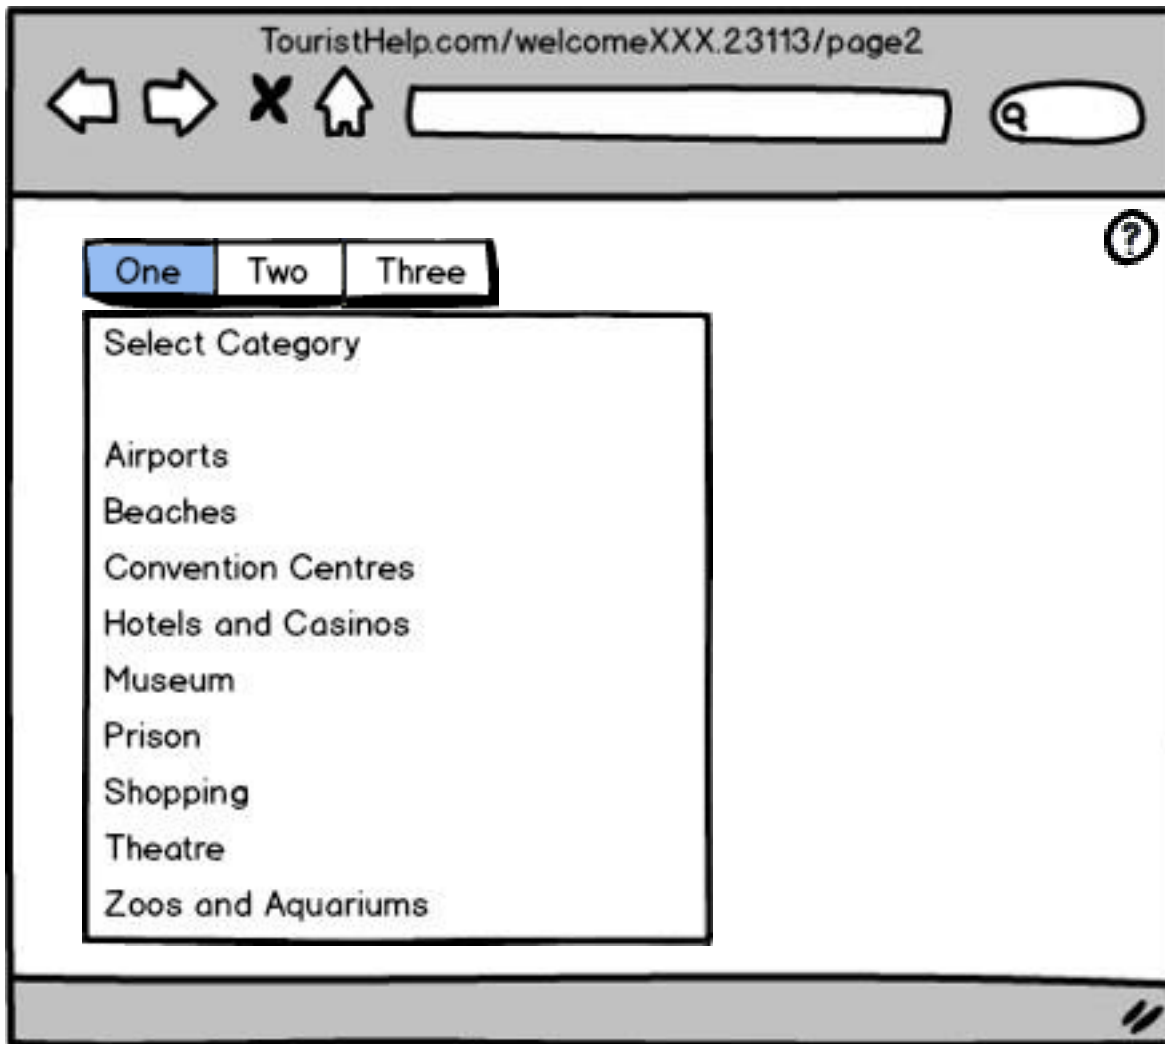 TouristHelp.com/welcomeXXX.23113/page2
?
One Two Three
Select Category
Airports
Beaches
Convention Centres
Hotels and Casinos
Museum
Prison
Shopping
Theatre
Zoos and Aquariums